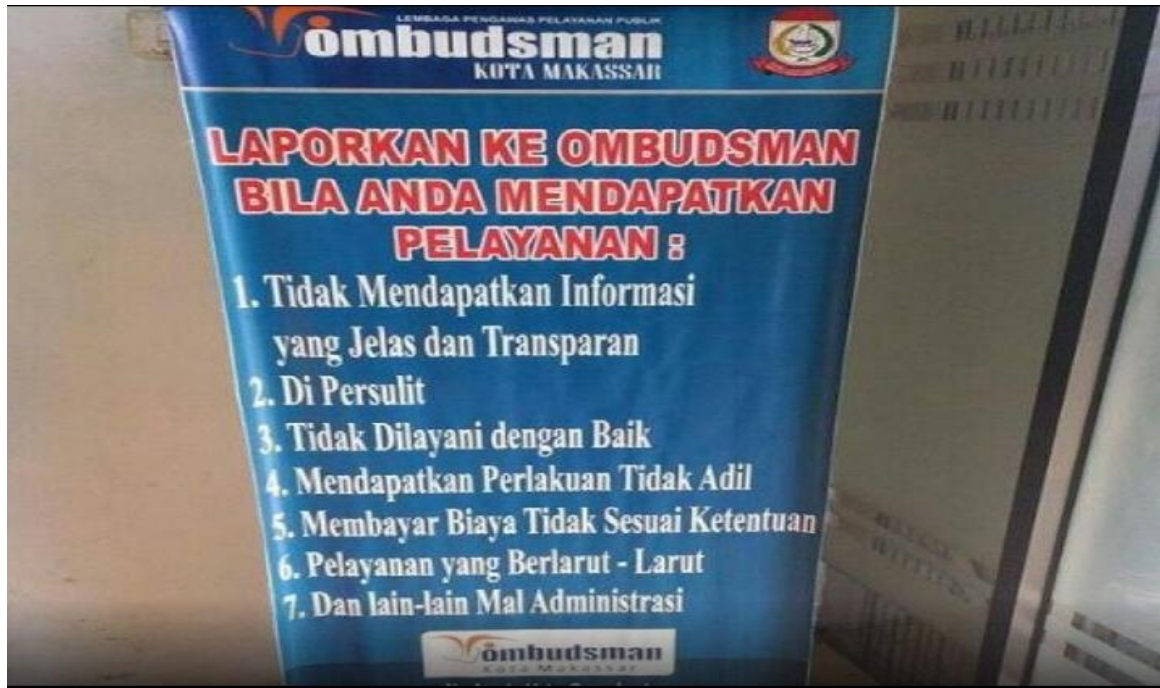 LEMBAGA PENGAWAS PELAYANAN PUBLIK
ombudsman
KOTA MAKASSAR
LAPORKAN KE OMBUDSMAN
BILA ANDA MENDAPATKAN
PELAYANAN :
1. Tidak Mendapatkan Informasi
yang Jelas dan Transparan
2. Di Persulit
3. Tidak Dilayani dengan Baik
4. Mendapatkan Perlakuan Tidak Adil
5. Membayar Biaya Tidak Sesuai Ketentuan
6. Pelayanan yang Berlarut - Larut
7. Dan lain-lain Mal Administrasi
ombudsman
Kota Makassar